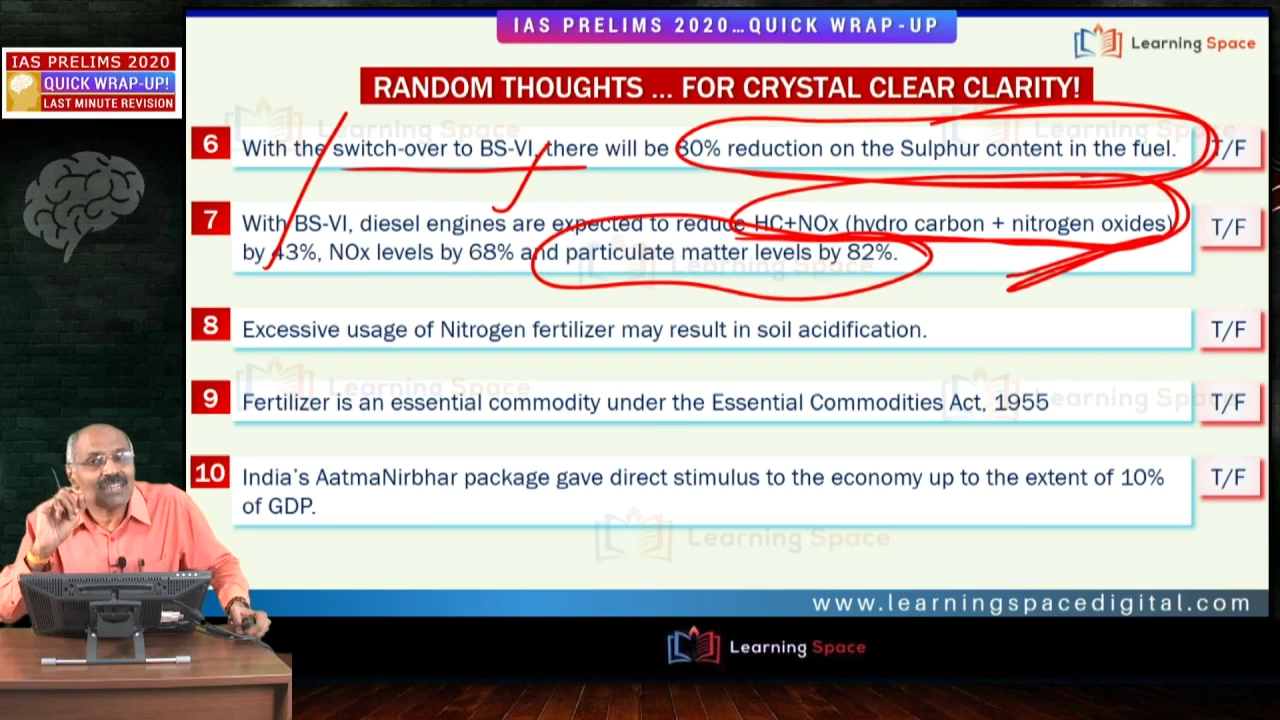 IAS PRELIMS 2020...QUICK WRAP-UP
Learning Space
IAS PRELIMS 2020
QUICK WRAP-UP!
LAST MINUTE REVISION
RANDOM THOUGHTS ... FOR CRYSTAL CLEAR CLARITY!
6 With the switch-over to BS-VI, there will be 80% reduction on the Sulphur content in the fuel. T/F
7 With BS-VI, diesel engines are expected to reduce HC+NOx (hydro carbon + nitrogen oxides) T/F
by 43%, NOx levels by 68% and particulate matter levels by 82%.
8 Excessive usage of Nitrogen fertilizer may result in soil acidification. T/F
9 Fertilizer is an essential commodity under the Essential Commodities Act, 1955 T/F
10 India's AatmaNirbhar package gave direct stimulus to the economy up to the extent of 10% T/F
of GDP.
Learning Space
www.learningspacedigital.com
Learning Space